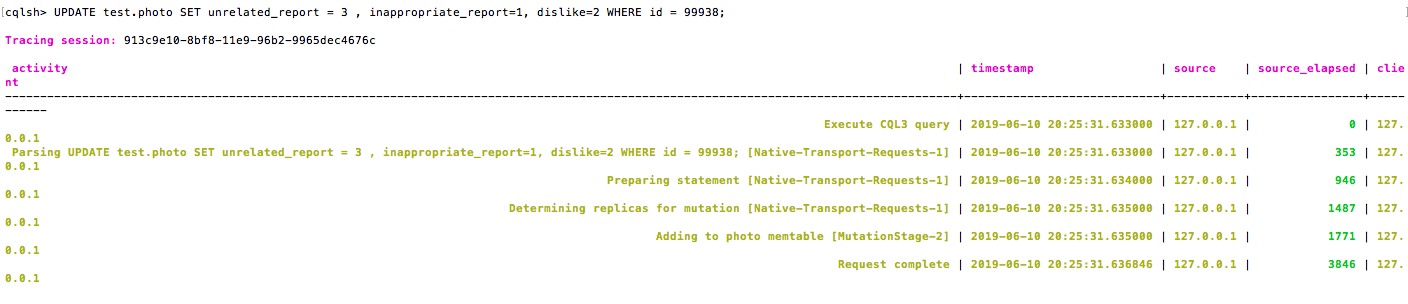 cqlsh> UPDATE test.photo SET unrelated_report = 3 , inappropriate_report=1, dislike=2 WHERE id = 99938;
Tracing session: 913c9e10-8bf8-11e9-96b2-9965dec4676c
activity | timestamp | source | source_elapsed | clie
nt
Execute CQL3 query | 2019-06-10 20:25:31.633000 | 127.0.0.1 | 0 | 127.
0.0.1
Parsing UPDATE test.photo SET unrelated_report = 3 , inappropriate_report=1, dislike=2 WHERE id = 99938; [Native-Transport-Requests-1] | 2019-06-10 20:25:31.633000 | 127.0.0.1 | 353 | 127.
0.0.1
Preparing statement [Native-Transport-Requests-1] | 2019-06-10 20:25:31.634000 | 127.0.0.1 | 946 | 127.
0.0.1
Determining replicas for mutation [Native-Transport-Requests-1] | 2019-06-10 20:25:31.635000 | 127.0.0.1 | 1487 | 127.
0.0.1
Adding to photo memtable [MutationStage-2] | 2019-06-10 20:25:31.635000 | 127.0.0.1 | 1771 | 127.
0.0.1
Request complete | 2019-06-10 20:25:31.636846 | 127.0.0.1 | 3846 | 127.
0.0.1